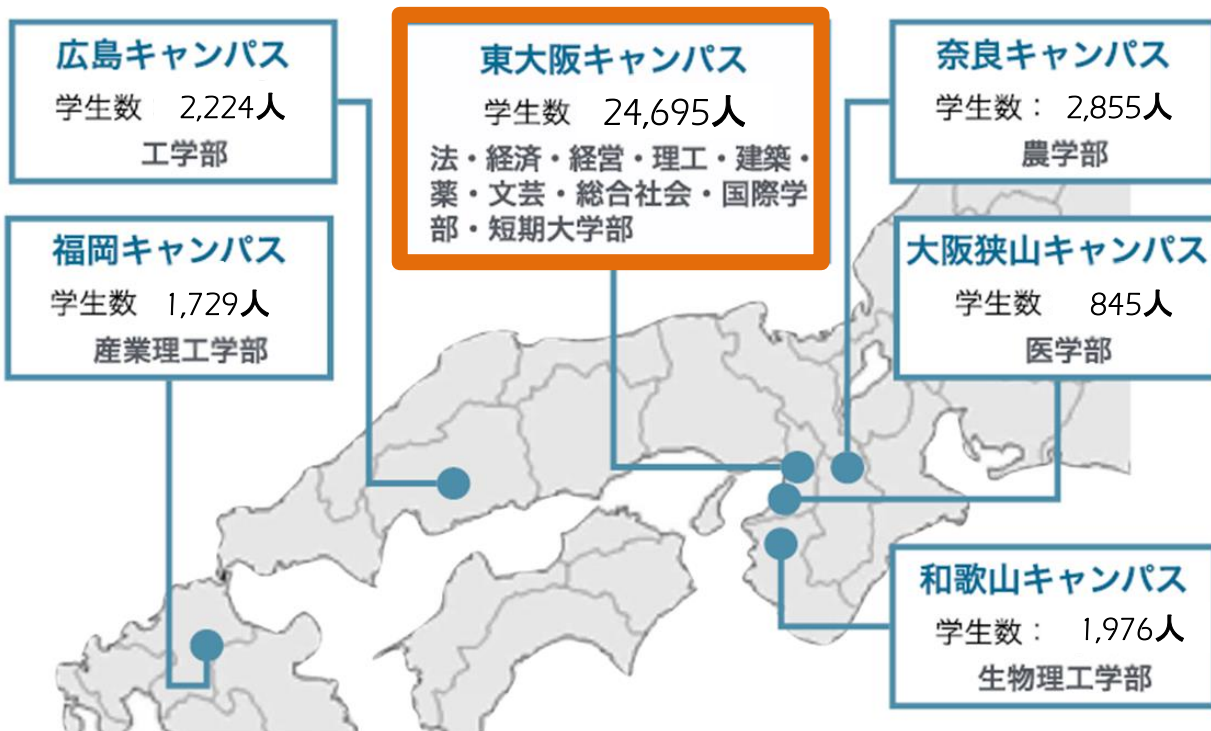 広島キャンパス
学生数 2,224人
工学部
東大阪キャンパス
学生数 24,695人
法・経済・経営・理工・建築・
薬・文芸・総合社会・国際学
部・短期大学部
奈良キャンパス
学生数： 2,855人
農学部
福岡キャンパス
学生数 1,729人
産業理工学部
大阪狭山キャンパス
学生数 845人
医学部
和歌山キャンパス
学生数： 1,976人
生物理工学部